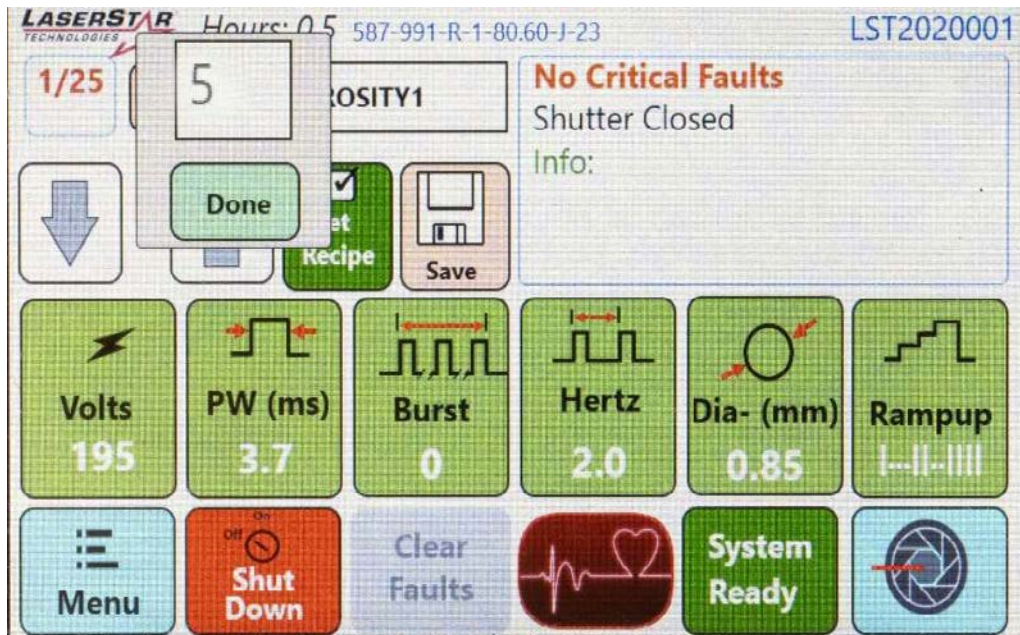 LASERSTAR
TECHNOLOGIES
Hours: 0.5
587-991-R-1-80.60-J-23
LST2020001
1/25
5
ROSITY1
No Critical Faults
Shutter Closed
Info:
Done
et
Recipe
Save
Volts
195
PW (ms)
3.7
Burst
0
Hertz
2.0
Dia- (mm)
0.85
Rampup
Menu
On
Off
Shut
Down
Clear
Faults
System
Ready